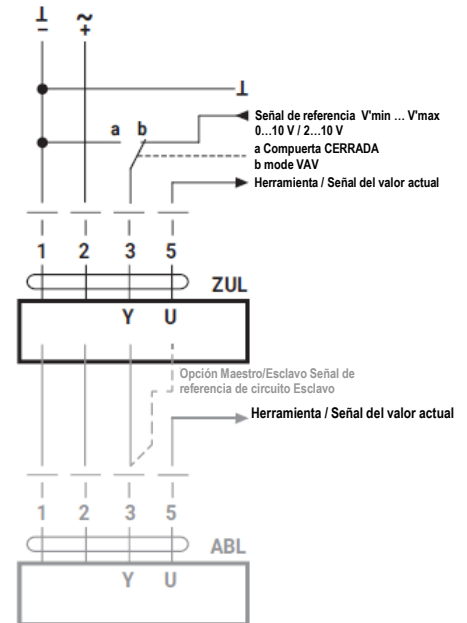 ⊥ ~
− +
⊥
a b
Señal de referencia V'min … V'max
0…10 V / 2…10 V
a Compuerta CERRADA
b mode VAV
Herramienta / Señal del valor actual
1 2 3 5
ZUL
Y U
Opción Maestro/Esclavo Señal de
referencia de circuito Esclavo
Herramienta / Señal del valor actual
1 2 3 5
ABL
Y U